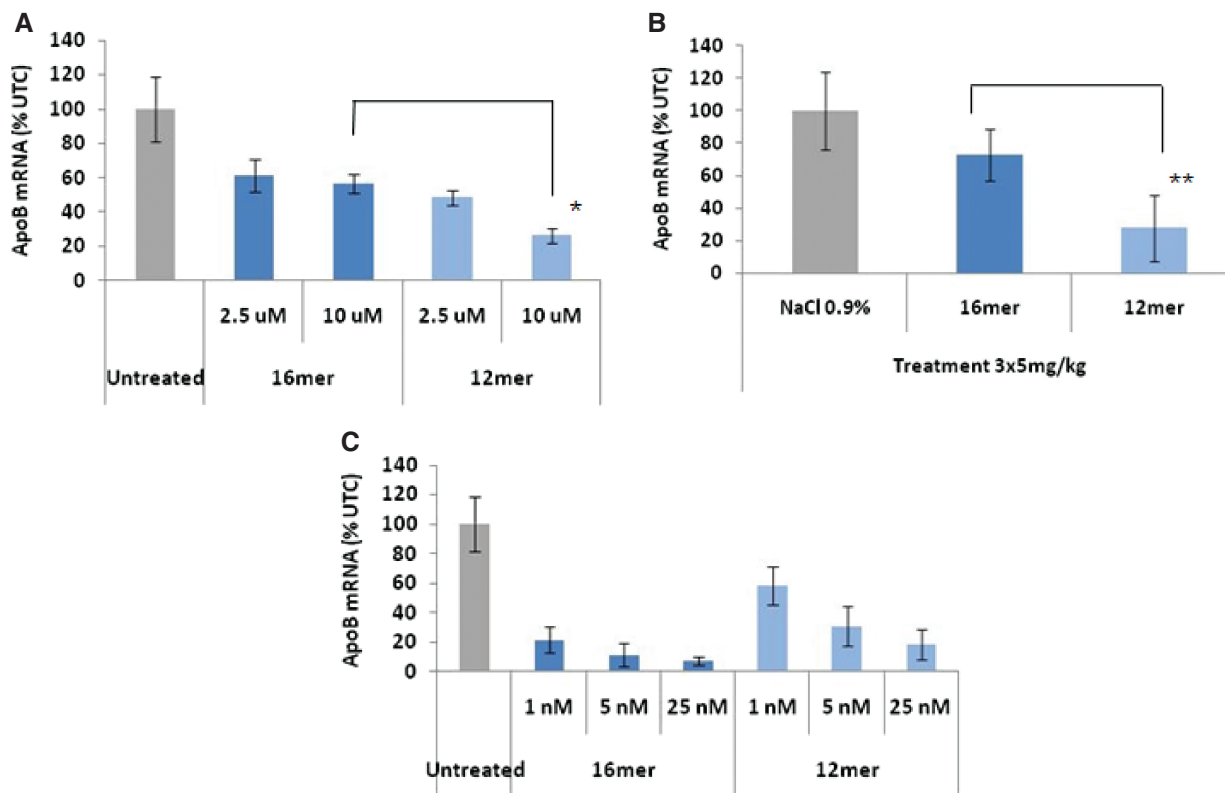 A
ApoB mRNA (% UTC)
140
120
100
80
60
40
20
0
*
2.5 uM 10 uM 2.5 uM 10 uM
Untreated 16mer 12mer
B
ApoB mRNA (% UTC)
140
120
100
80
60
40
20
0
**
NaCl 0.9% 16mer 12mer
Treatment 3x5mg/kg
C
ApoB mRNA (% UTC)
140
120
100
80
60
40
20
0
1 nM 5 nM 25 nM 1 nM 5 nM 25 nM
Untreated 16mer 12mer